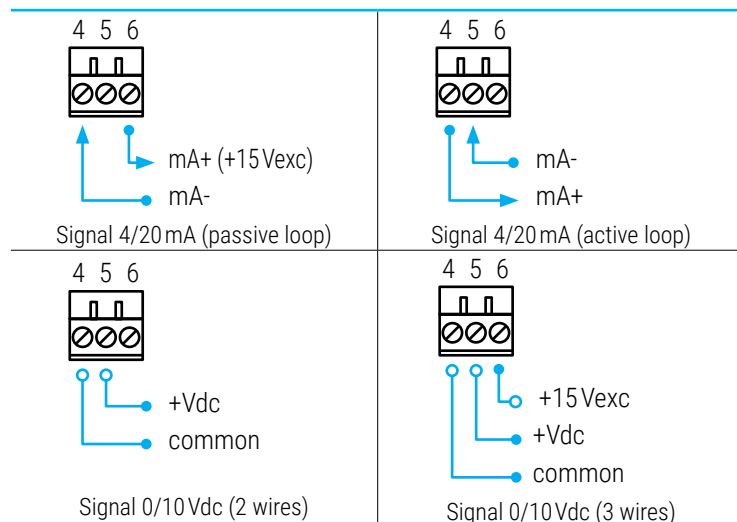 4 5 6
mA+ (+15 Vexc)
mA-
Signal 4/20 mA (passive loop)
4 5 6
mA-
mA+
Signal 4/20 mA (active loop)
4 5 6
+Vdc
common
Signal 0/10 Vdc (2 wires)
4 5 6
+15 Vexc
+Vdc
common
Signal 0/10 Vdc (3 wires)